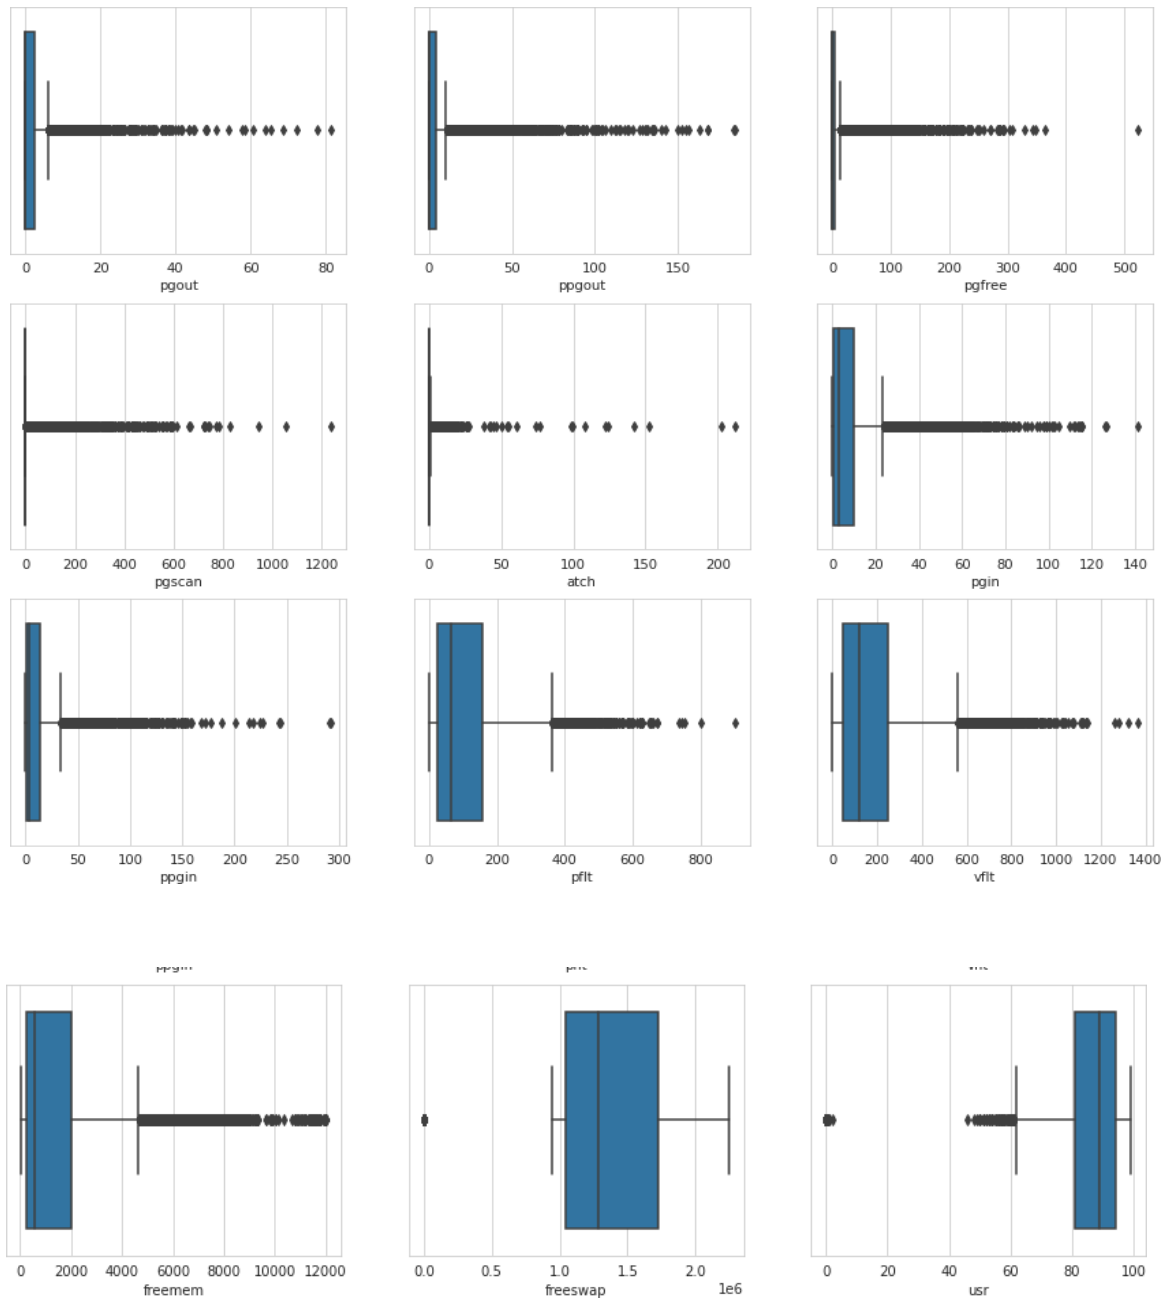 0 20 40 60 80
pgout
0 50 100 150
ppgout
0 100 200 300 400 500
pgfree
0 200 400 600 800 1000 1200
pgscan
0 50 100 150 200
atch
0 20 40 60 80 100 120 140
pgin
0 50 100 150 200 250 300
ppgin
0 200 400 600 800
pflt
0 200 400 600 800 1000 1200 1400
vflt
0 2000 4000 6000 8000 10000 12000
freemem
0.0 0.5 1.0 1.5 2.0
1e6
freeswap
0 20 40 60 80 100
usr